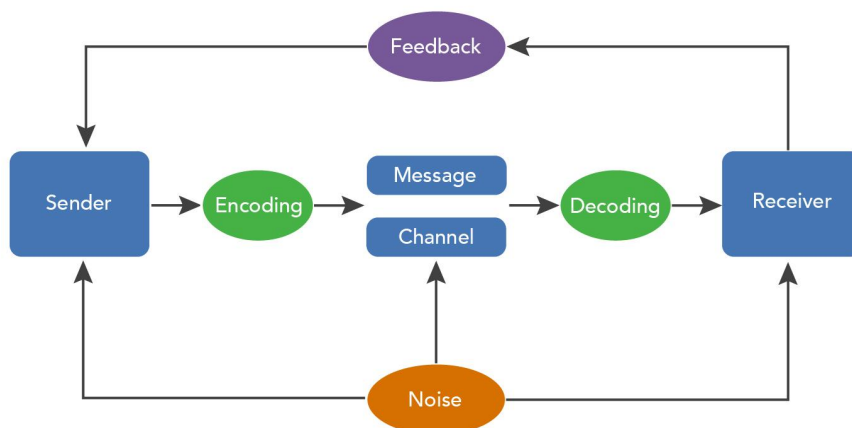 Feedback
Sender
Encoding
Message
Channel
Decoding
Receiver
Noise